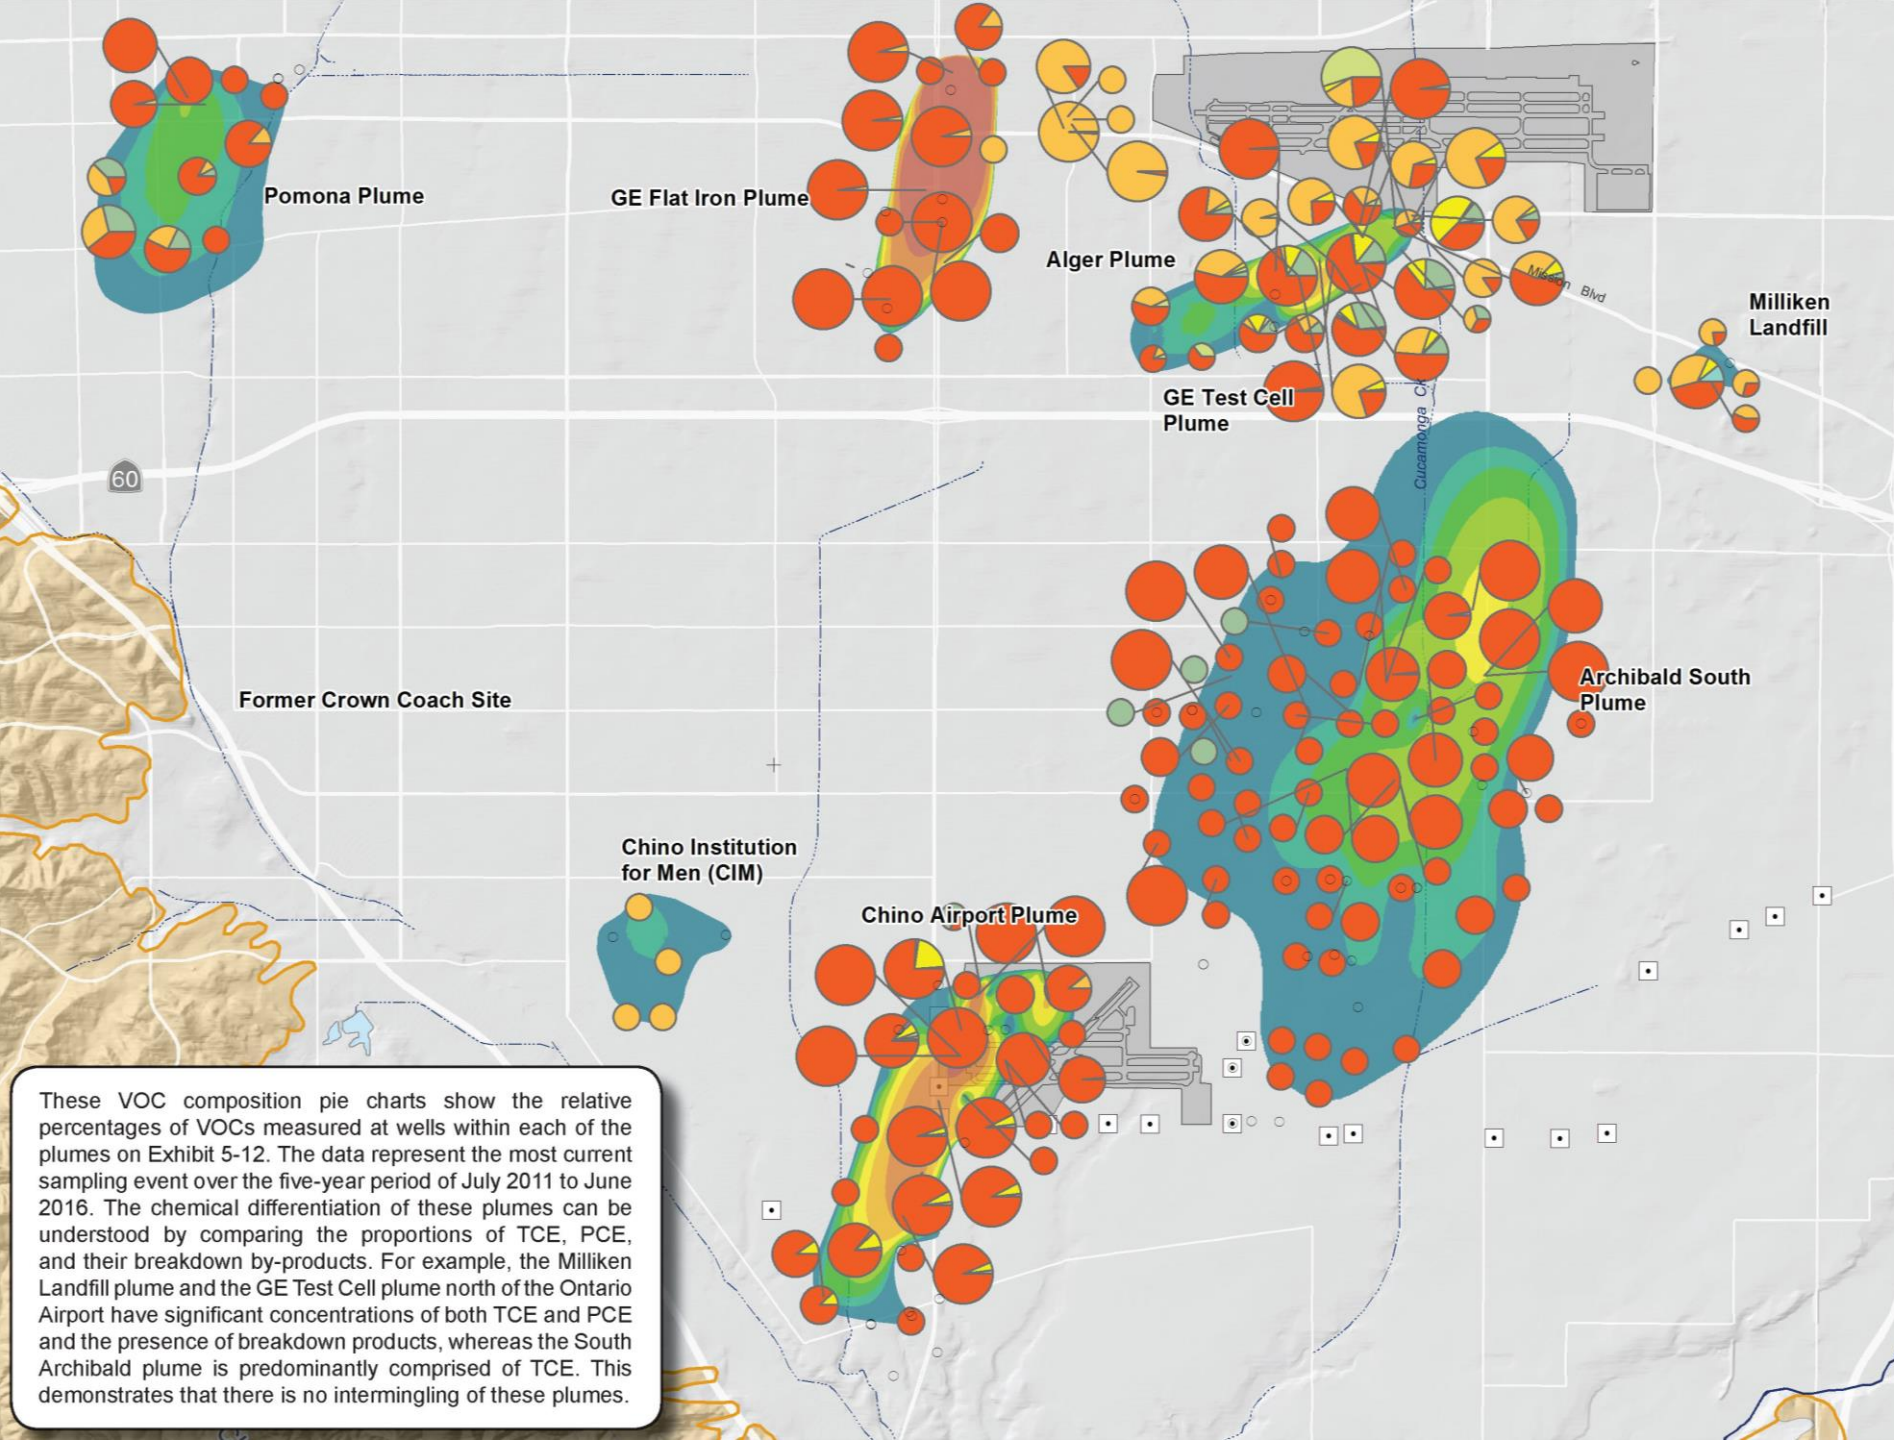 Pomona Plume
GE Flat Iron Plume
Alger Plume
Mission Blvd
Milliken
Landfill
GE Test Cell
Plume
Cucamonga Ck
60
Archibald South
Plume
Former Crown Coach Site
Chino Institution
for Men (CIM)
Chino Airport Plume
These VOC composition pie charts show the relative
percentages of VOCs measured at wells within each of the
plumes on Exhibit 5-12. The data represent the most current
sampling event over the five-year period of July 2011 to June
2016. The chemical differentiation of these plumes can be
understood by comparing the proportions of TCE, PCE,
and their breakdown by-products. For example, the Milliken
Landfill plume and the GE Test Cell plume north of the Ontario
Airport have significant concentrations of both TCE and PCE
and the presence of breakdown products, whereas the South
Archibald plume is predominantly comprised of TCE. This
demonstrates that there is no intermingling of these plumes.